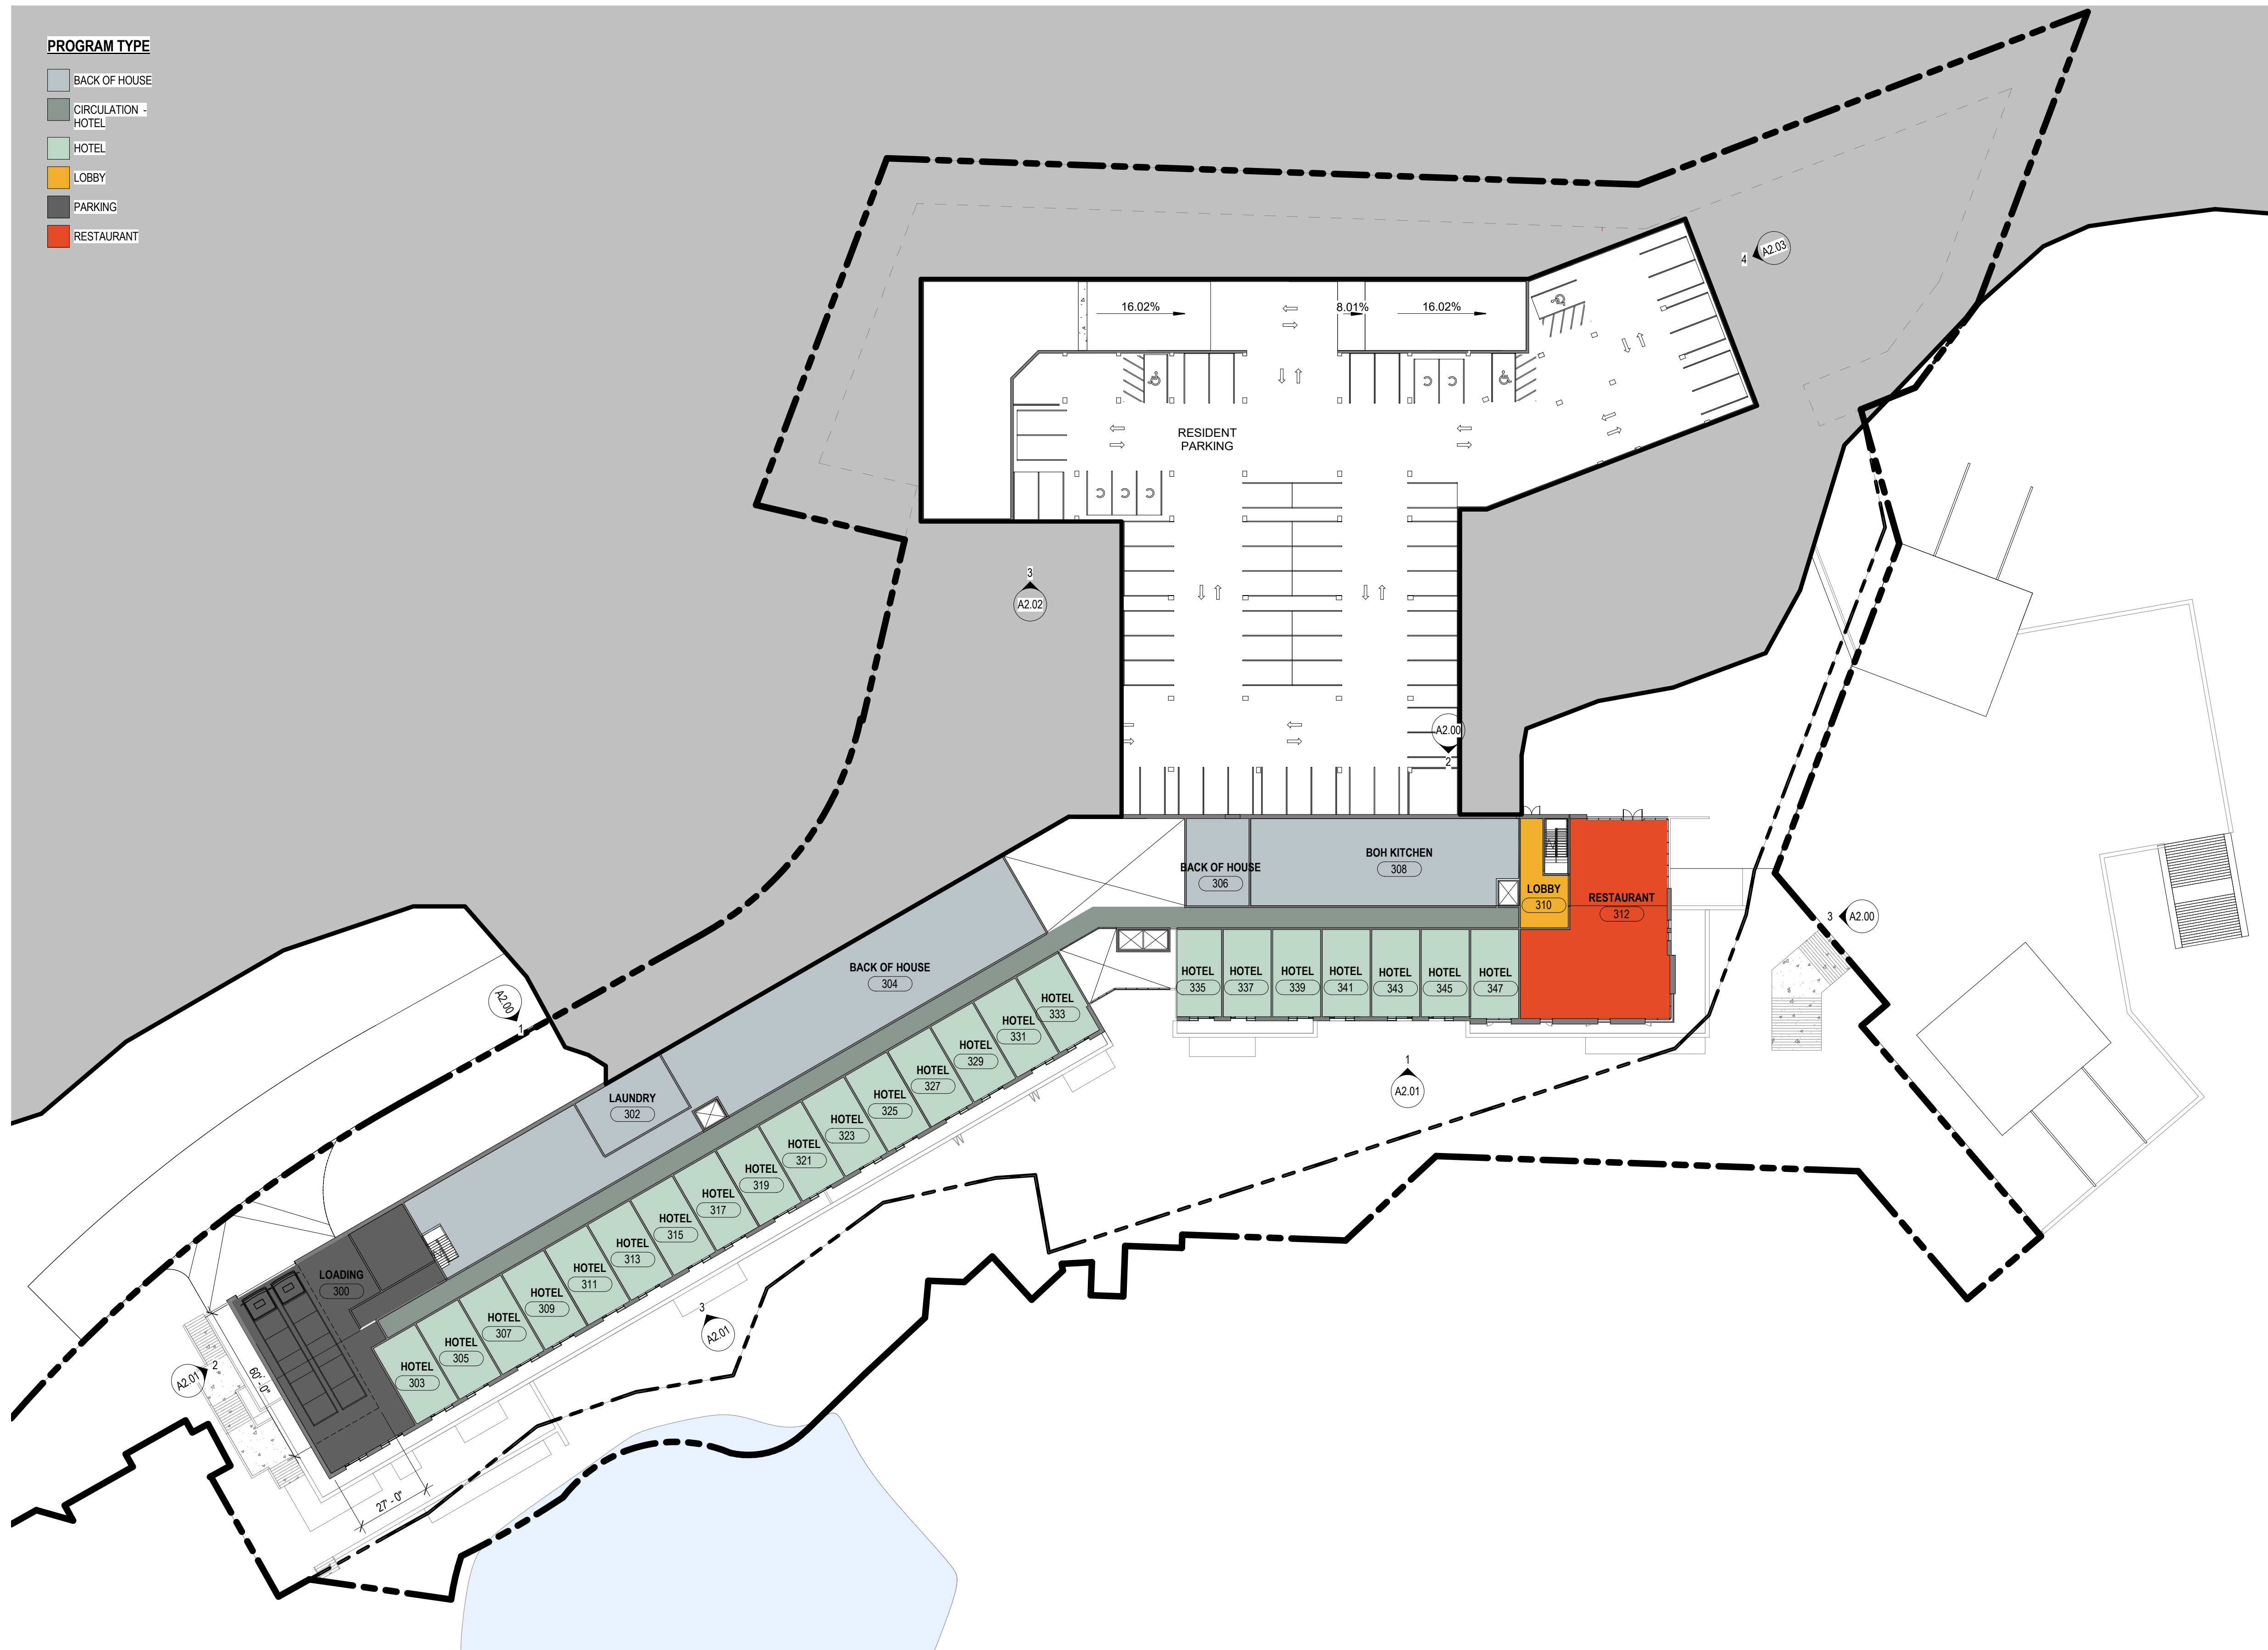 PROGRAM TYPE
BACK OF HOUSE
CIRCULATION -
HOTEL
HOTEL
LOBBY
PARKING
RESTAURANT
4
A2.03
16.02%
8.01%
16.02%
RESIDENT
PARKING
3
A2.02
A2.00
2
BACK OF HOUSE
306
BOH KITCHEN
308
LOBBY
310
RESTAURANT
312
3
A2.00
BACK OF HOUSE
304
HOTEL
335
HOTEL
337
HOTEL
339
HOTEL
341
HOTEL
343
HOTEL
345
HOTEL
347
A2.00
1
HOTEL
333
HOTEL
331
HOTEL
329
HOTEL
327
HOTEL
325
HOTEL
323
HOTEL
321
HOTEL
319
HOTEL
317
HOTEL
315
HOTEL
313
HOTEL
311
HOTEL
309
HOTEL
307
HOTEL
305
HOTEL
303
1
A2.01
LAUNDRY
302
LOADING
300
3
A2.01
2
A2.01
60' - 0"
27' - 0"